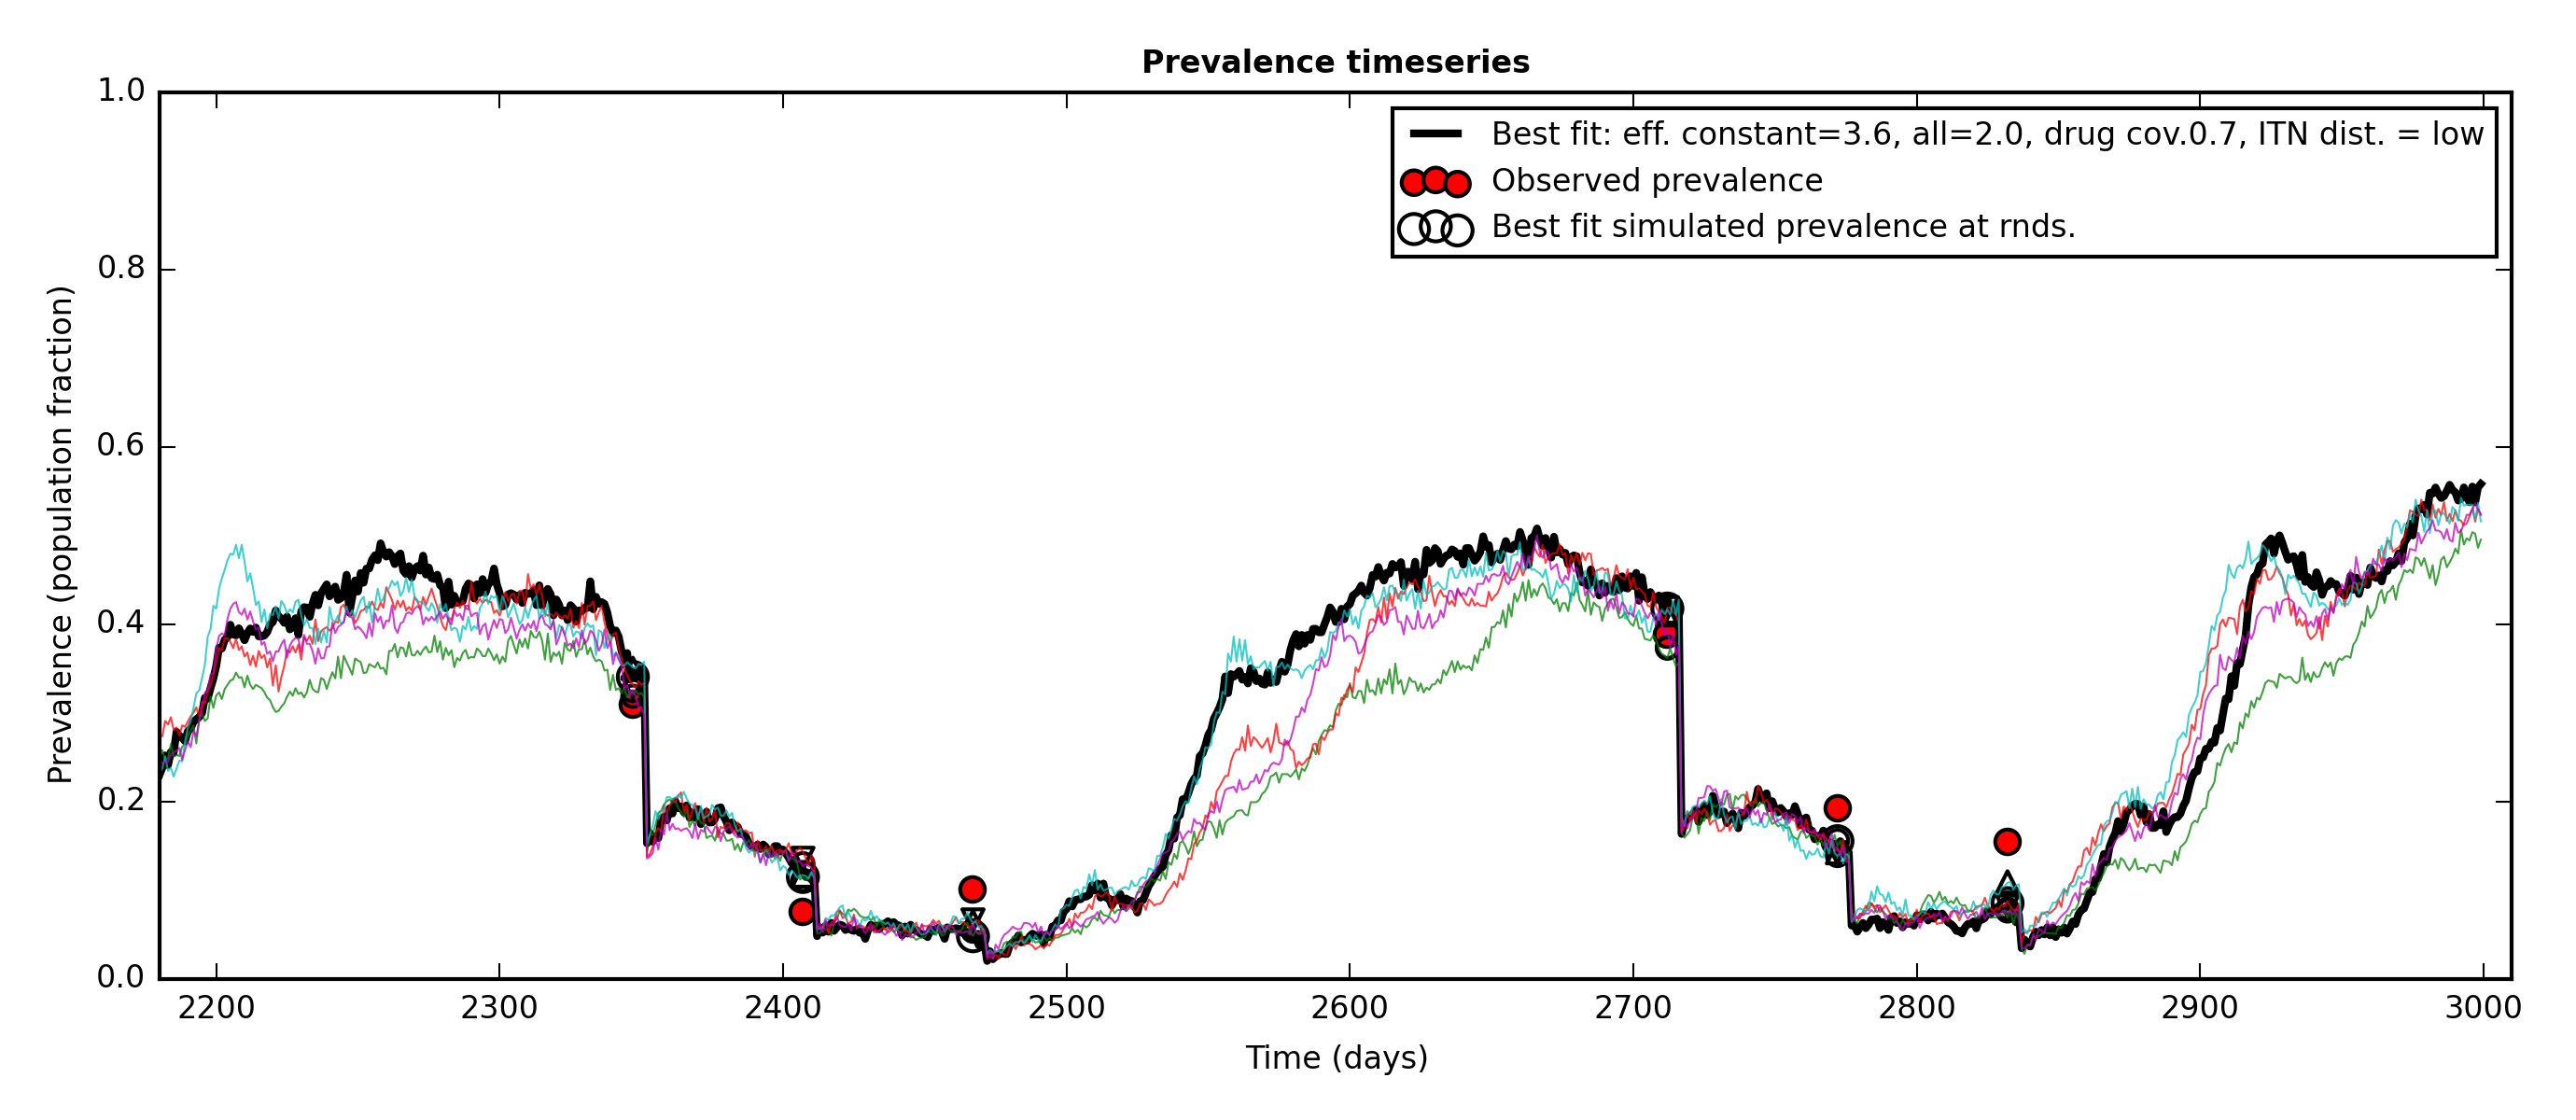 Prevalence timeseries
1.0
0.8
0.6
0.4
0.2
0.0
Prevalence (population fraction)
Best fit: eff. constant=3.6, all=2.0, drug cov.0.7, ITN dist. = low
Observed prevalence
Best fit simulated prevalence at rnds.
2200 2300 2400 2500 2600 2700 2800 2900 3000
Time (days)